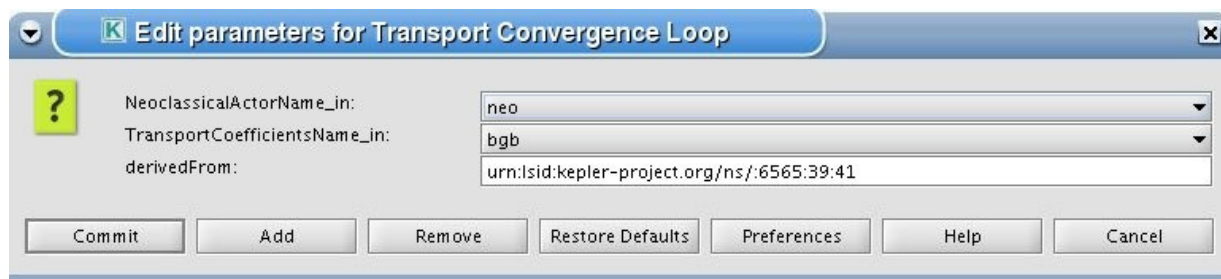 K Edit parameters for Transport Convergence Loop
?
NeoclassicalActorName_in: neo
TransportCoefficientsName_in: bgb
derivedFrom: urn:lsid:kepler-project.org/ns/:6565:39:41
Commit Add Remove Restore Defaults Preferences Help Cancel